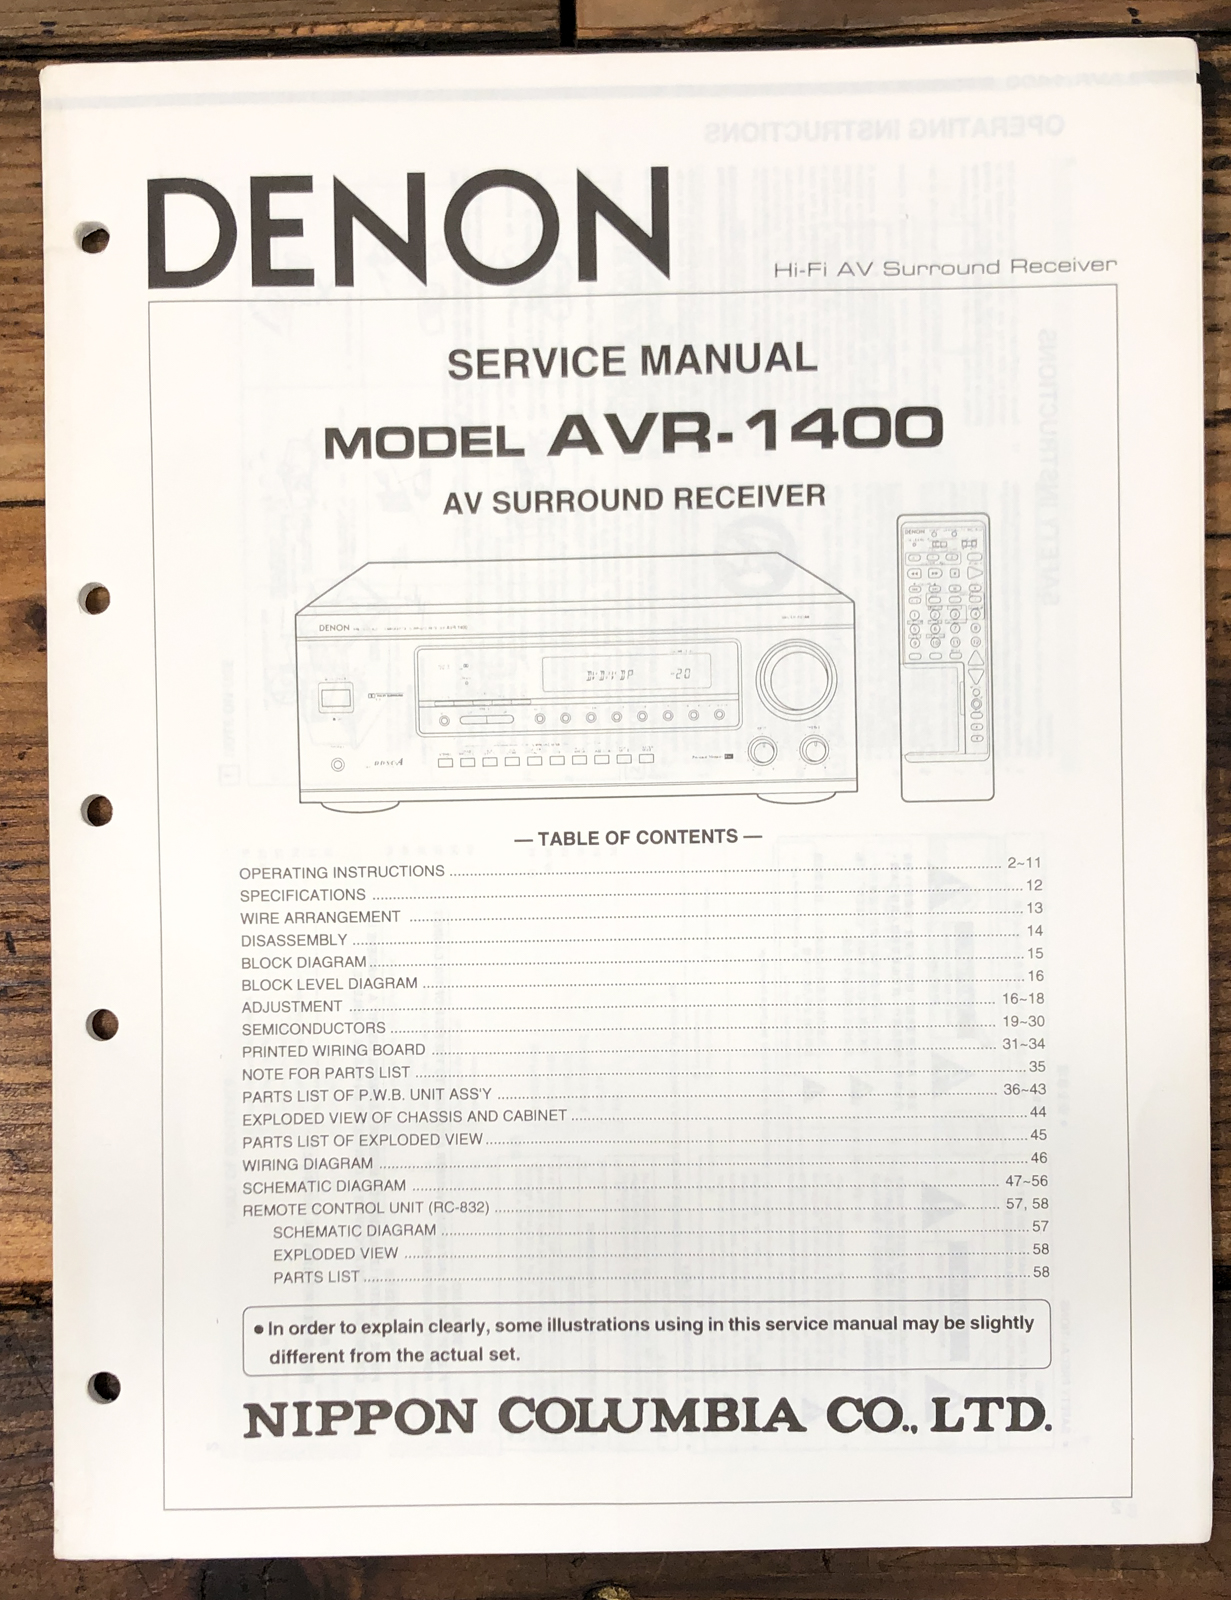 DENON
Hi-Fi AV Surround Receiver
SERVICE MANUAL
MODEL AVR-1400
AV SURROUND RECEIVER
DENON
DENON
-20
— TABLE OF CONTENTS —
OPERATING INSTRUCTIONS 2~11
SPECIFICATIONS 12
WIRE ARRANGEMENT 13
DISASSEMBLY 14
BLOCK DIAGRAM 15
BLOCK LEVEL DIAGRAM 16
ADJUSTMENT 16~18
SEMICONDUCTORS 19~30
PRINTED WIRING BOARD 31~34
NOTE FOR PARTS LIST 35
PARTS LIST OF P.W.B. UNIT ASS'Y 36~43
EXPLODED VIEW OF CHASSIS AND CABINET 44
PARTS LIST OF EXPLODED VIEW 45
WIRING DIAGRAM 46
SCHEMATIC DIAGRAM 47~56
REMOTE CONTROL UNIT (RC-832) 57, 58
SCHEMATIC DIAGRAM 57
EXPLODED VIEW 58
PARTS LIST 58
● In order to explain clearly, some illustrations using in this service manual may be slightly
different from the actual set.
NIPPON COLUMBIA CO., LTD.